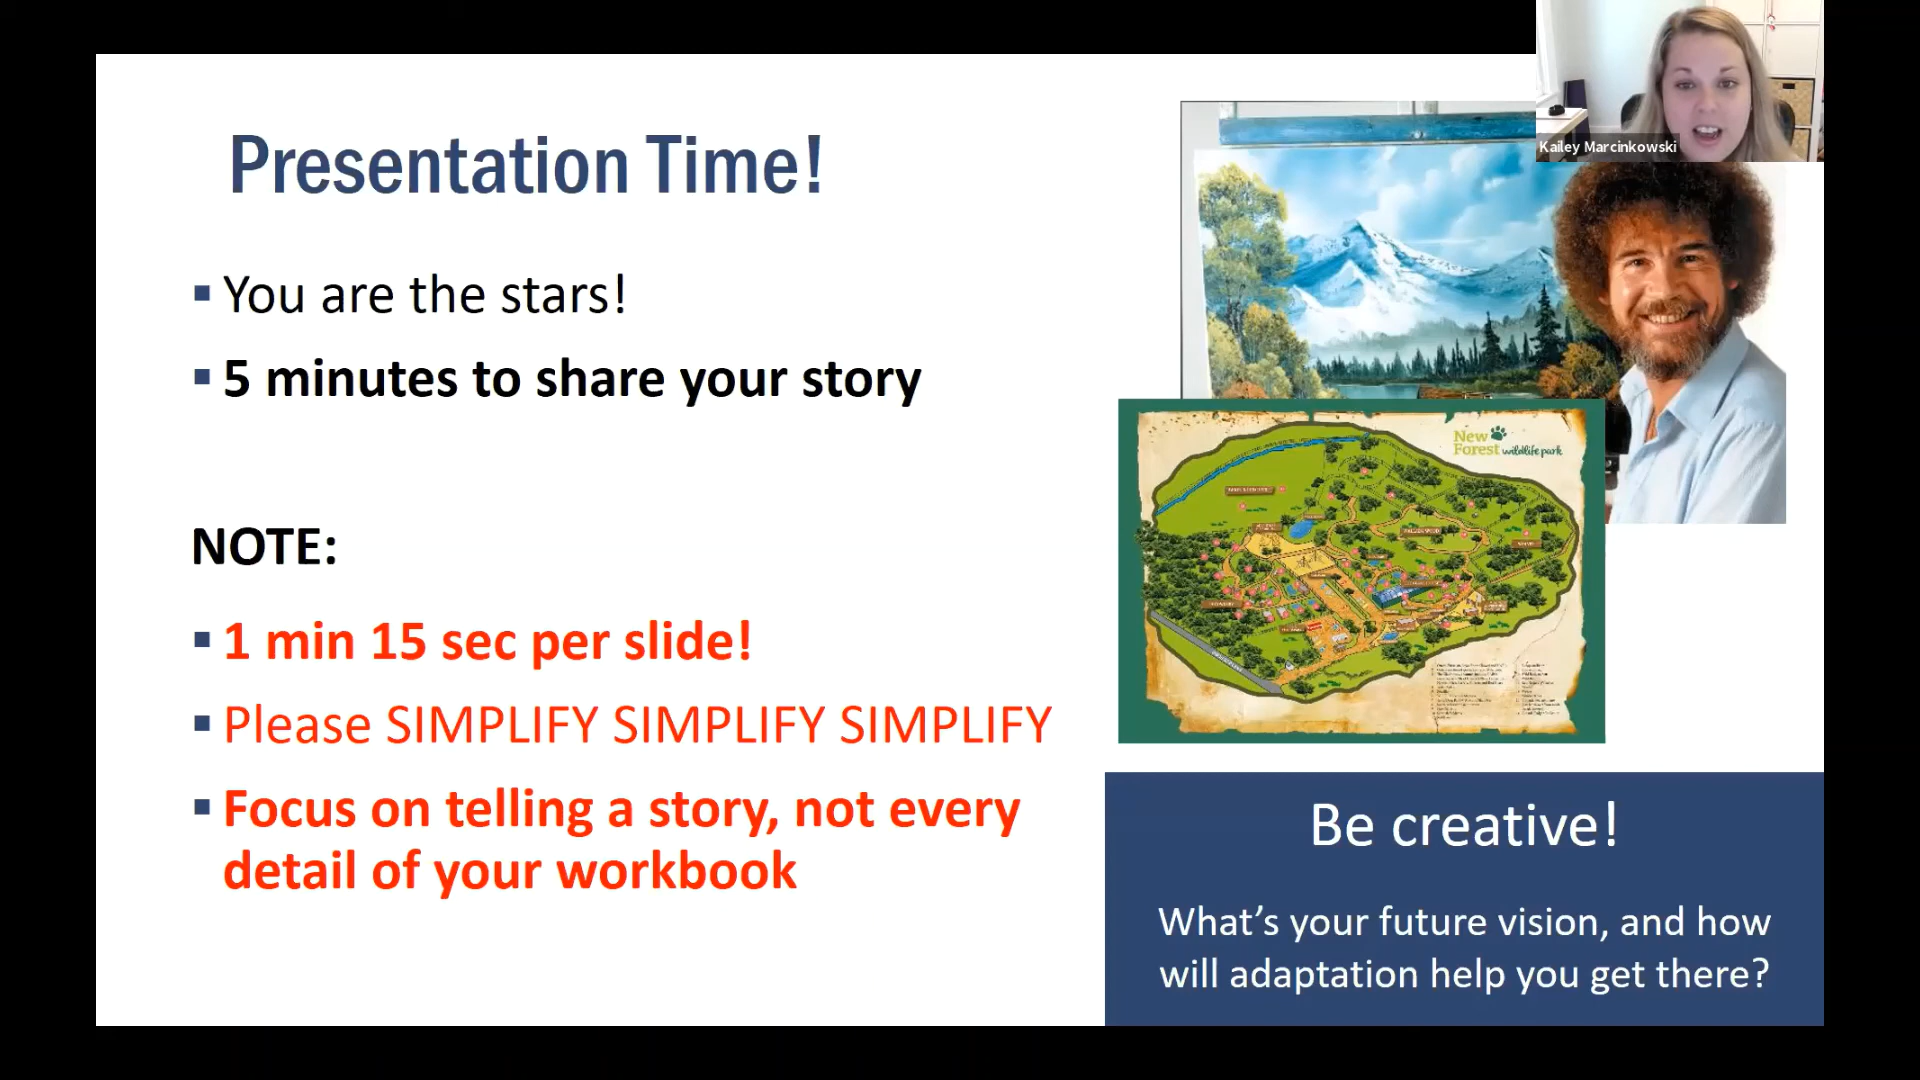 Kailey Marcinkowski
Presentation Time!
You are the stars!
5 minutes to share your story
NOTE:
1 min 15 sec per slide!
Please SIMPLIFY SIMPLIFY SIMPLIFY
Focus on telling a story, not every
detail of your workbook
New
Forest wildlife park
Be creative!
What’s your future vision, and how
will adaptation help you get there?